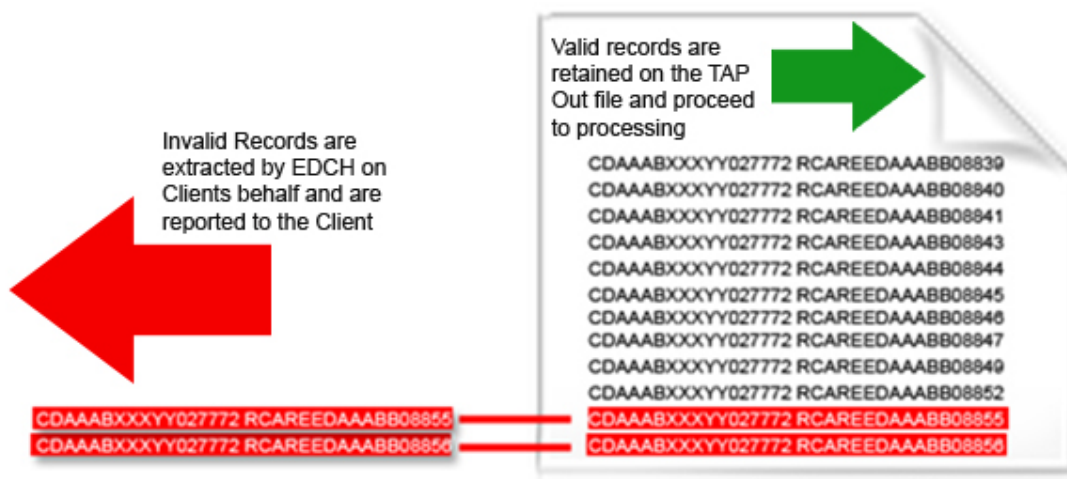 Valid records are
retained on the TAP
Out file and proceed
to processing
Invalid Records are
extracted by EDCH on
Clients behalf and are
reported to the Client
CDAAABXXXYY027772 RCAREEDAAABB08839
CDAAABXXXYY027772 RCAREEDAAABB08840
CDAAABXXXYY027772 RCAREEDAAABB08841
CDAAABXXXYY027772 RCAREEDAAABB08843
CDAAABXXXYY027772 RCAREEDAAABB08844
CDAAABXXXYY027772 RCAREEDAAABB08845
CDAAABXXXYY027772 RCAREEDAAABB08846
CDAAABXXXYY027772 RCAREEDAAABB08847
CDAAABXXXYY027772 RCAREEDAAABB08849
CDAAABXXXYY027772 RCAREEDAAABB08852
CDAAABXXXYY027772 RCAREEDAAABB08855
CDAAABXXXYY027772 RCAREEDAAABB08855
CDAAABXXXYY027772 RCAREEDAAABB08856
CDAAABXXXYY027772 RCAREEDAAABB08856